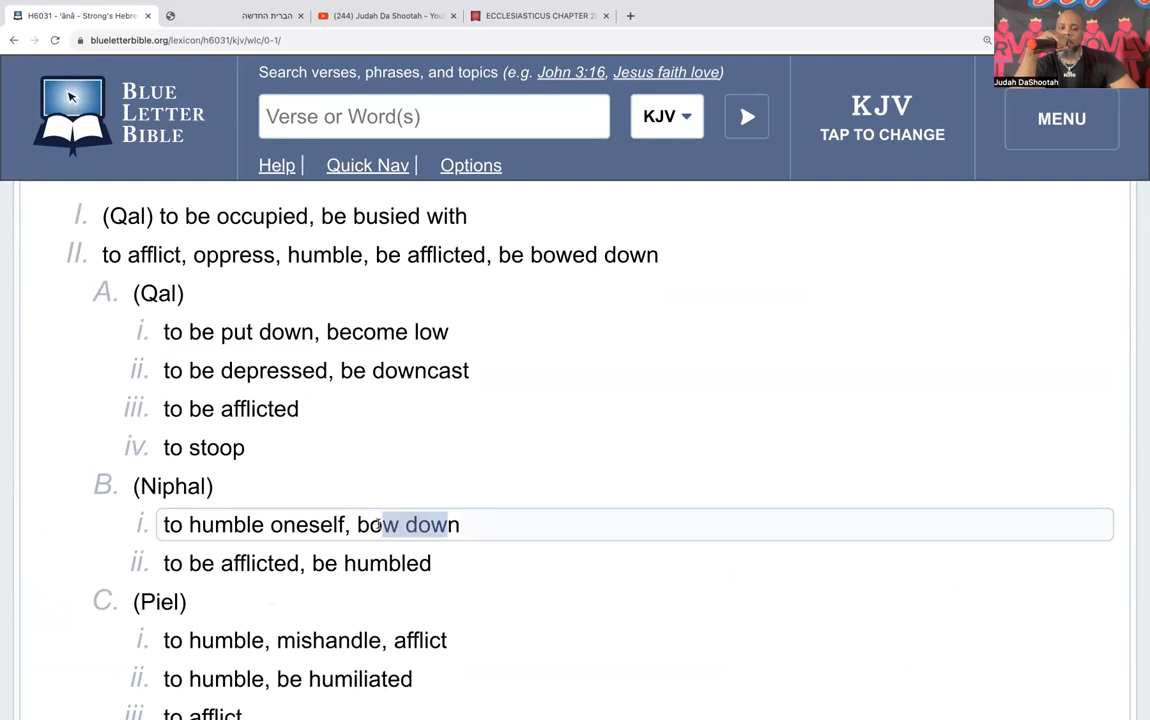 H6031 - ʿānâ - Strong's Hebre
הברית החדשה
(244) Judah Da Shootah - You
ECCLESIASTICUS CHAPTER 2
blueletterbible.org/lexicon/h6031/kjv/wlc/0-1/
Judah DaShootah
BLUE
LETTER
BIBLE
Search verses, phrases, and topics (e.g. John 3:16, Jesus faith love)
Verse or Word(s)
KJV
KJV
TAP TO CHANGE
MENU
Help | Quick Nav | Options
I. (Qal) to be occupied, be busied with
II. to afflict, oppress, humble, be afflicted, be bowed down
A. (Qal)
i. to be put down, become low
ii. to be depressed, be downcast
iii. to be afflicted
iv. to stoop
B. (Niphal)
i. to humble oneself, bow down
ii. to be afflicted, be humbled
C. (Piel)
i. to humble, mishandle, afflict
ii. to humble, be humiliated
iii. to afflict